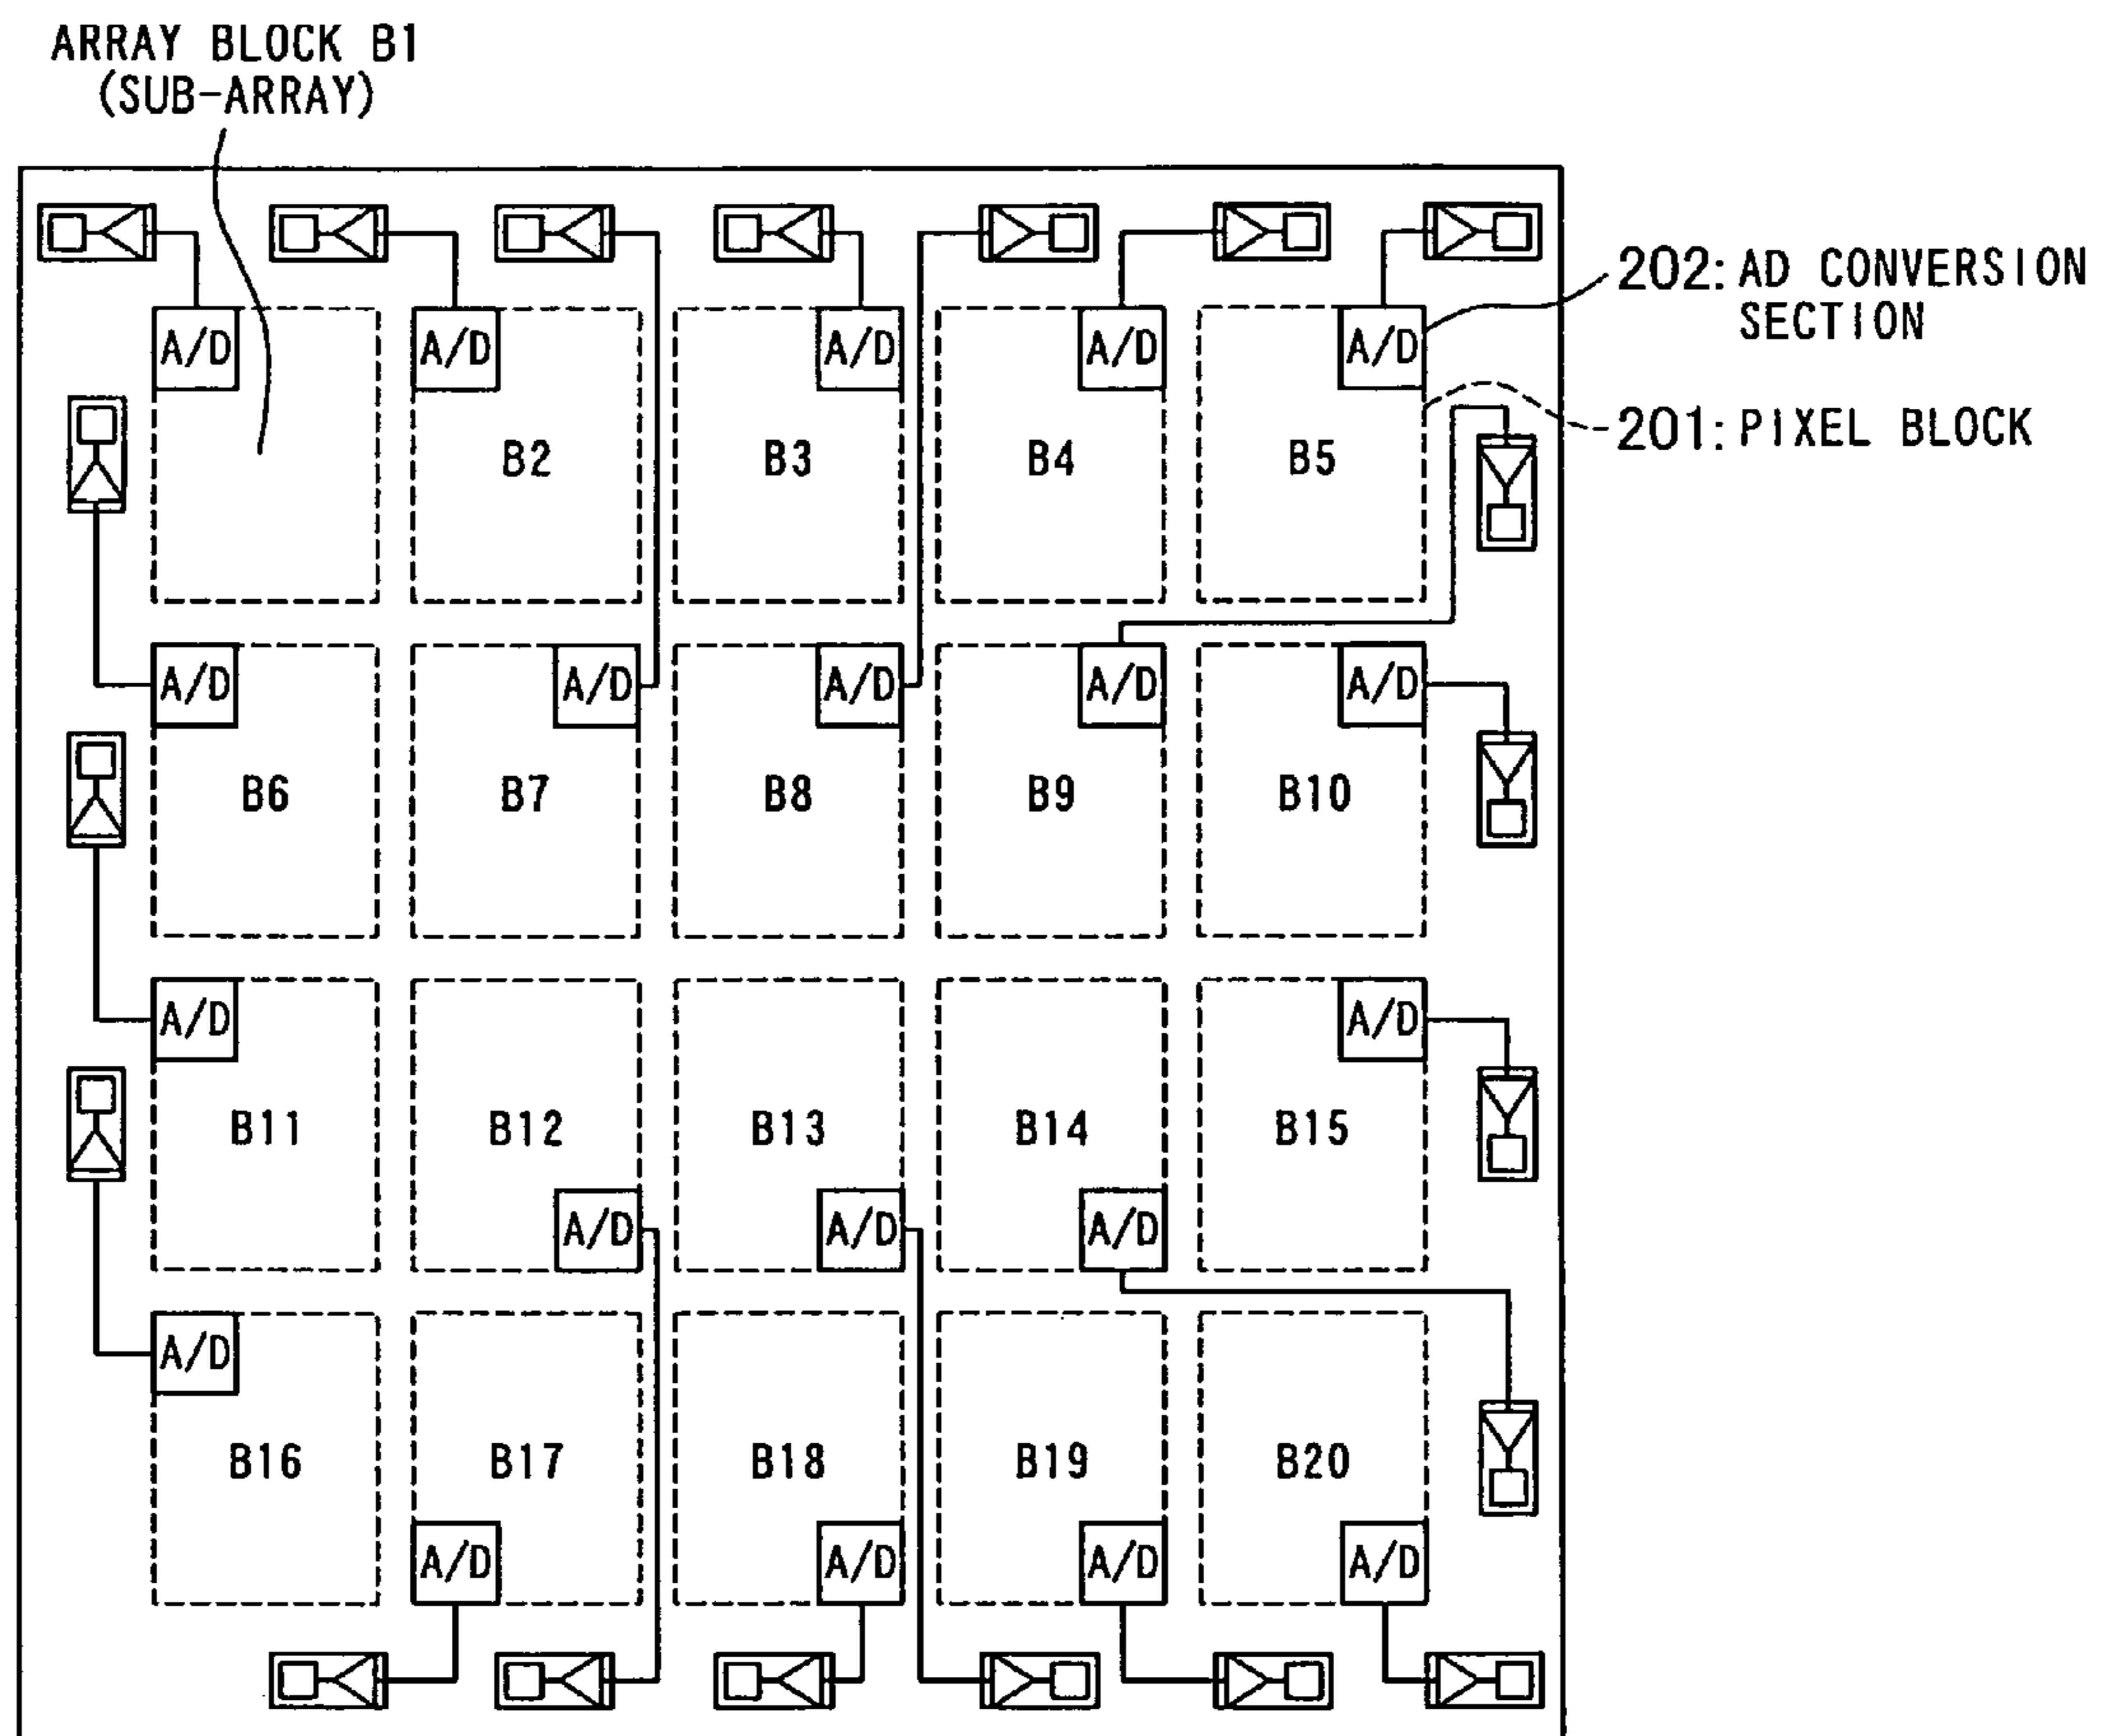 ARRAY BLOCK B1
(SUB-ARRAY)
202: AD CONVERSION
SECTION
201: PIXEL BLOCK
A/D A/D A/D A/D A/D
B2 B3 B4 B5
A/D A/D A/D A/D A/D
B6 B7 B8 B9 B10
A/D A/D
B11 B12 B13 B14 B15
A/D A/D A/D
A/D
B16 B17 B18 B19 B20
A/D A/D A/D A/D